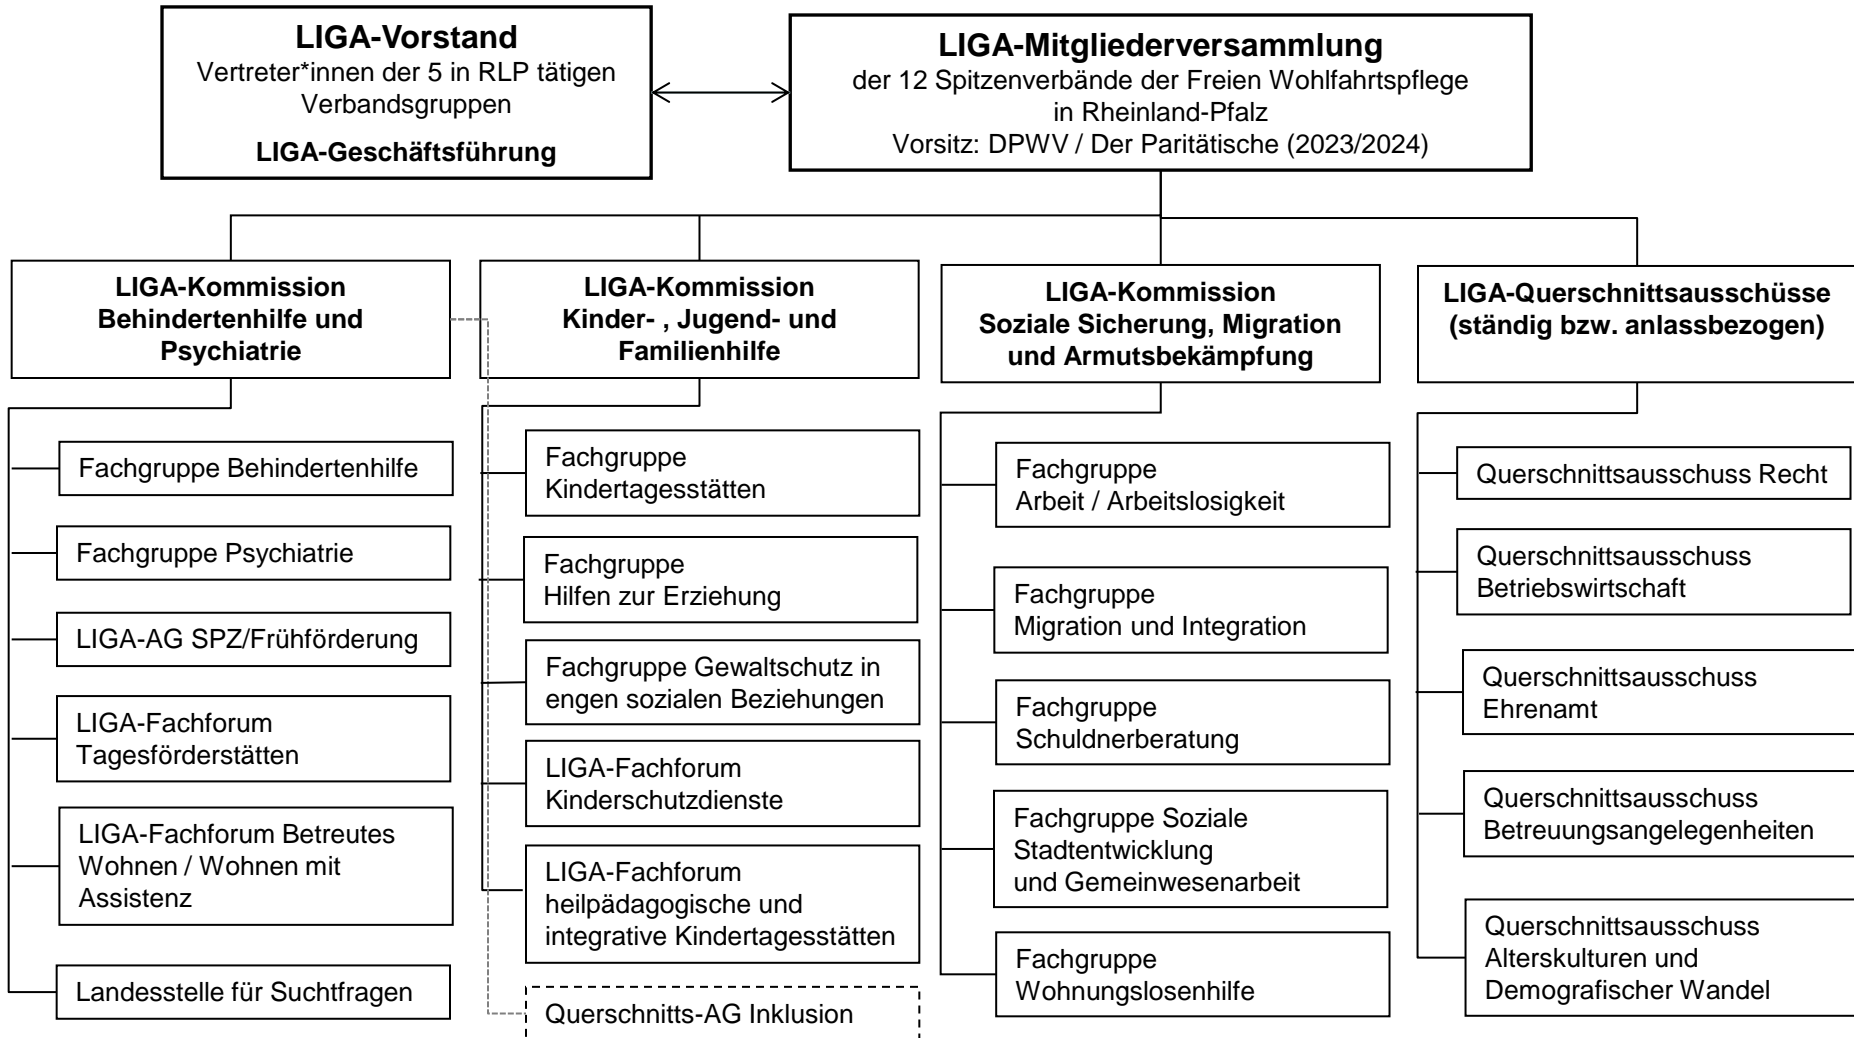 LIGA-Vorstand
Vertreter*innen der 5 in RLP tätigen
Verbandsgruppen
LIGA-Geschäftsführung
LIGA-Mitgliederversammlung
der 12 Spitzenverbände der Freien Wohlfahrtspflege
in Rheinland-Pfalz
Vorsitz: DPWV / Der Paritätische (2023/2024)
LIGA-Kommission
Behindertenhilfe und
Psychiatrie
Fachgruppe Behindertenhilfe
Fachgruppe Psychiatrie
LIGA-AG SPZ/Frühförderung
LIGA-Fachforum
Tagesförderstätten
LIGA-Fachforum Betreutes
Wohnen / Wohnen mit
Assistenz
Landesstelle für Suchtfragen
LIGA-Kommission
Kinder- , Jugend- und
Familienhilfe
Fachgruppe
Kindertagesstätten
Fachgruppe
Hilfen zur Erziehung
Fachgruppe Gewaltschutz in
engen sozialen Beziehungen
LIGA-Fachforum
Kinderschutzdienste
LIGA-Fachforum
heilpädagogische und
integrative Kindertagesstätten
Querschnitts-AG Inklusion
LIGA-Kommission
Soziale Sicherung, Migration
und Armutsbekämpfung
Fachgruppe
Arbeit / Arbeitslosigkeit
Fachgruppe
Migration und Integration
Fachgruppe
Schuldnerberatung
Fachgruppe Soziale
Stadtentwicklung
und Gemeinwesenarbeit
Fachgruppe
Wohnungslosenhilfe
LIGA-Querschnittsausschüsse
(ständig bzw. anlassbezogen)
Querschnittsausschuss Recht
Querschnittsausschuss
Betriebswirtschaft
Querschnittsausschuss
Ehrenamt
Querschnittsausschuss
Betreuungsangelegenheiten
Querschnittsausschuss
Alterskulturen und
Demografischer Wandel